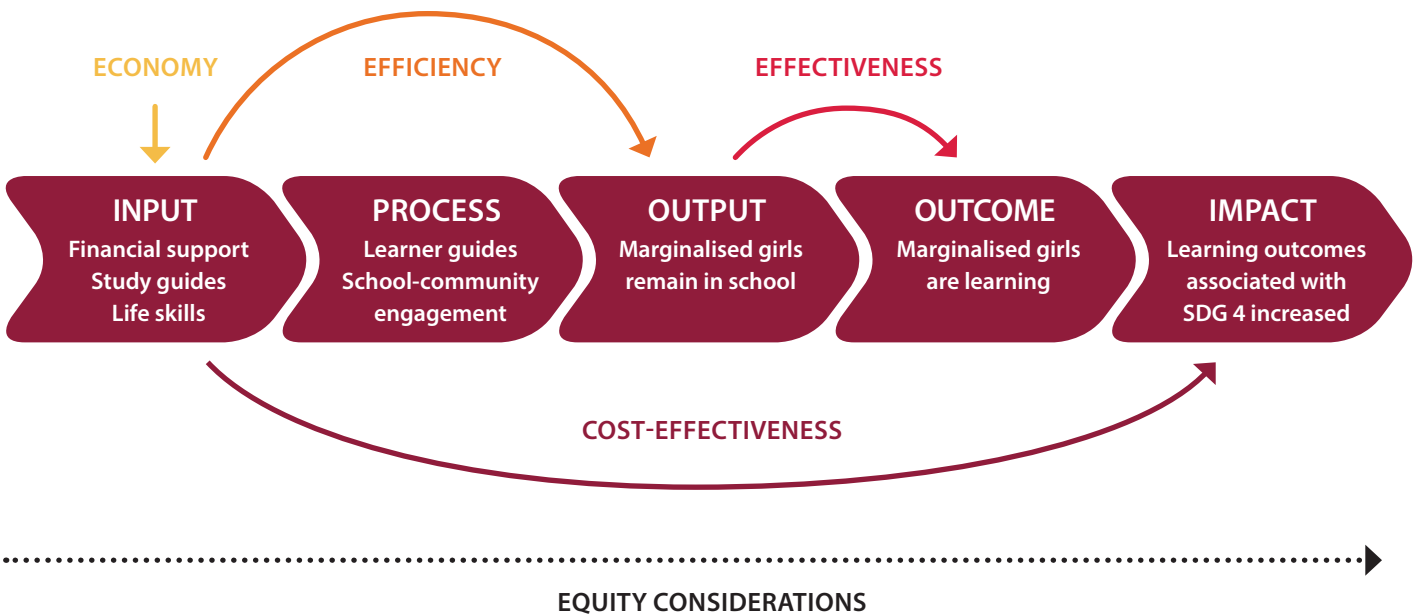 ECONOMY
EFFICIENCY
EFFECTIVENESS
INPUT
Financial support
Study guides
Life skills
PROCESS
Learner guides
School-community
engagement
OUTPUT
Marginalised girls
remain in school
OUTCOME
Marginalised girls
are learning
IMPACT
Learning outcomes
associated with
SDG 4 increased
COST-EFFECTIVENESS
EQUITY CONSIDERATIONS